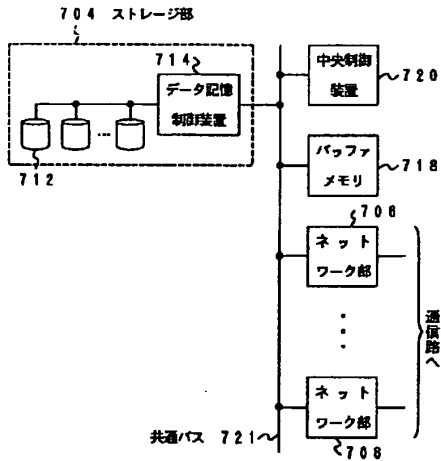 704 ストレージ部
714
データ記憶
制御装置
712
中央制御
装置
720
バッファ
メモリ
718
706
ネット
ワーク部
通信路へ
ネット
ワーク部
708
共通バス 721